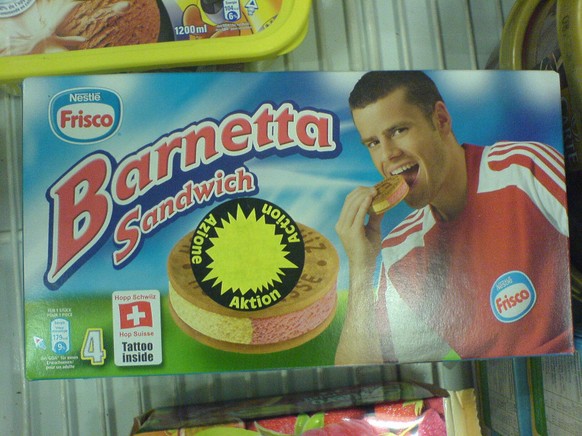 1200ml
Nestlé
Frisco
Barnetta
Sandwich
Azione
Action
Aktion
Hopp Schwiiz
Hop Suisse
Tattoo
inside
4
Nestlé
Frisco